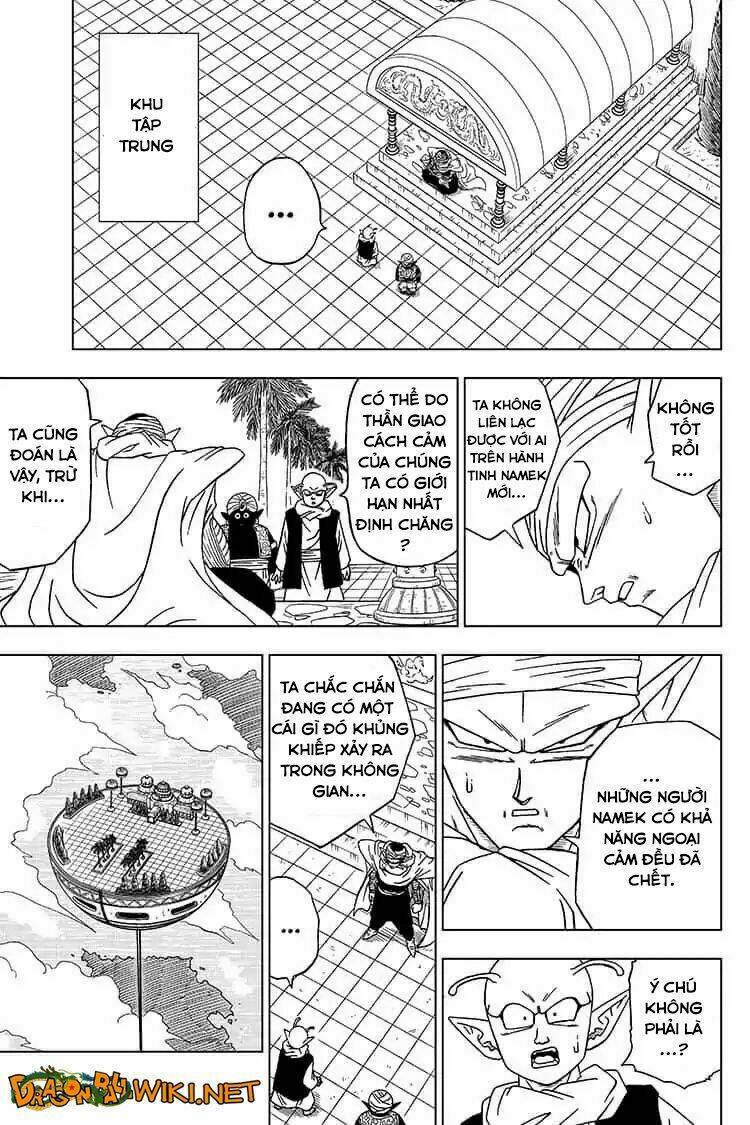 KHU
TẬP
TRUNG
...
KHÔNG
TỐT
RỒI
...
TA KHÔNG
LIÊN LẠC
ĐƯỢC VỚI AI
TRÊN HÀNH
TINH NAMEK
MỚI...
CÓ THỂ DO
THẦN GIAO
CÁCH CẢM
CỦA CHÚNG
TA CÓ GIỚI
HẠN NHẤT
ĐỊNH CHĂNG
?
TA CŨNG
ĐOÁN LÀ
VẬY, TRỪ
KHI...
...
NHỮNG NGƯỜI
NAMEK CÓ KHẢ
NĂNG NGOẠI
CẢM ĐỀU ĐÃ
CHẾT.
Ý CHÚ
KHÔNG
PHẢI LÀ
...?
TA CHẮC CHẮN
ĐANG CÓ MỘT
CÁI GÌ ĐÓ KHỦNG
KHIẾP XẢY RA
TRONG KHÔNG
GIAN...
...
DRAGON BALL WIKI.NET